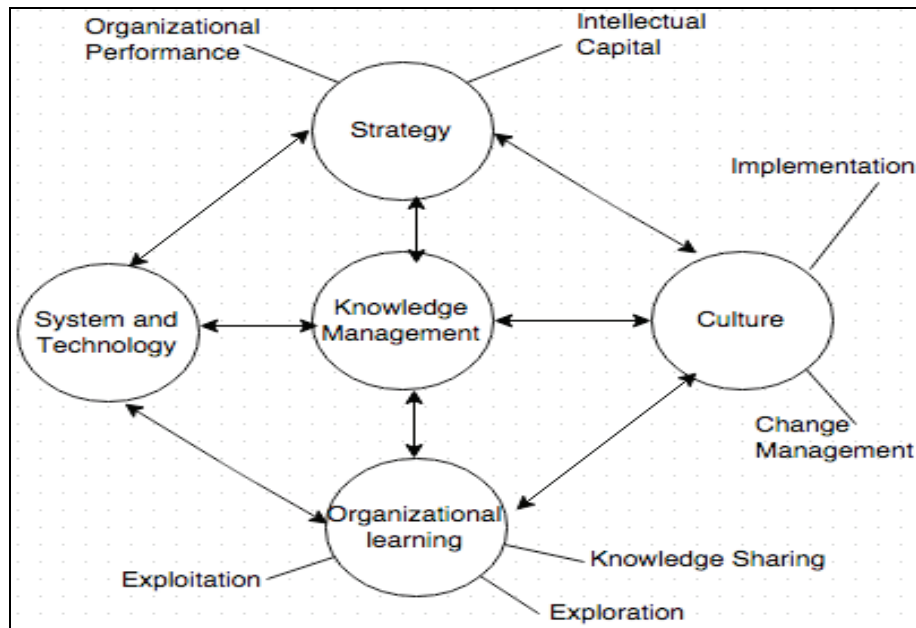 Organizational
Performance
Intellectual
Capital
Strategy
Implementation
System and
Technology
Knowledge
Management
Culture
Change
Management
Organizational
learning
Knowledge Sharing
Exploitation
Exploration